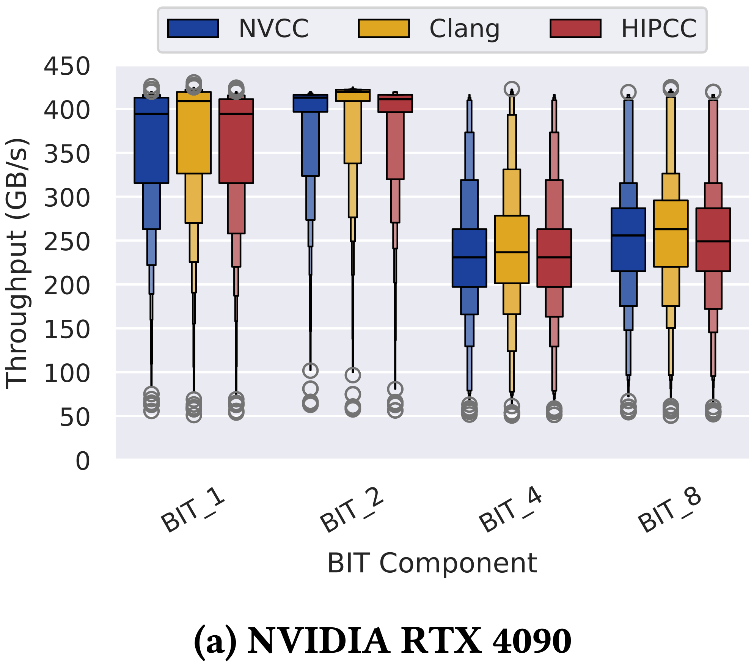 NVCC Clang HIPCC
450
400
350
300
250
200
150
100
50
0
Throughput (GB/s)
BIT_1 BIT_2 BIT_4 BIT_8
BIT Component
(a) NVIDIA RTX 4090